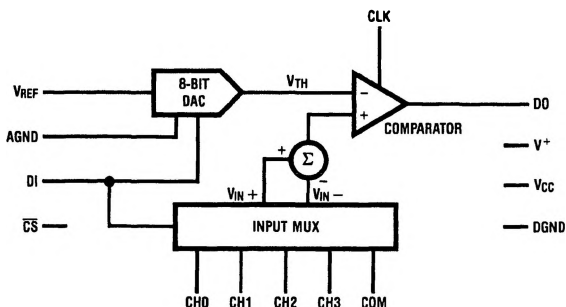 CLK
8-BIT
DAC
VREF
VTH
−
+
DO
COMPARATOR
AGND
V+
+
Σ
−
DI
VIN+
VIN−
VCC
CS
INPUT MUX
DGND
CH0
CH1
CH2
CH3
COM